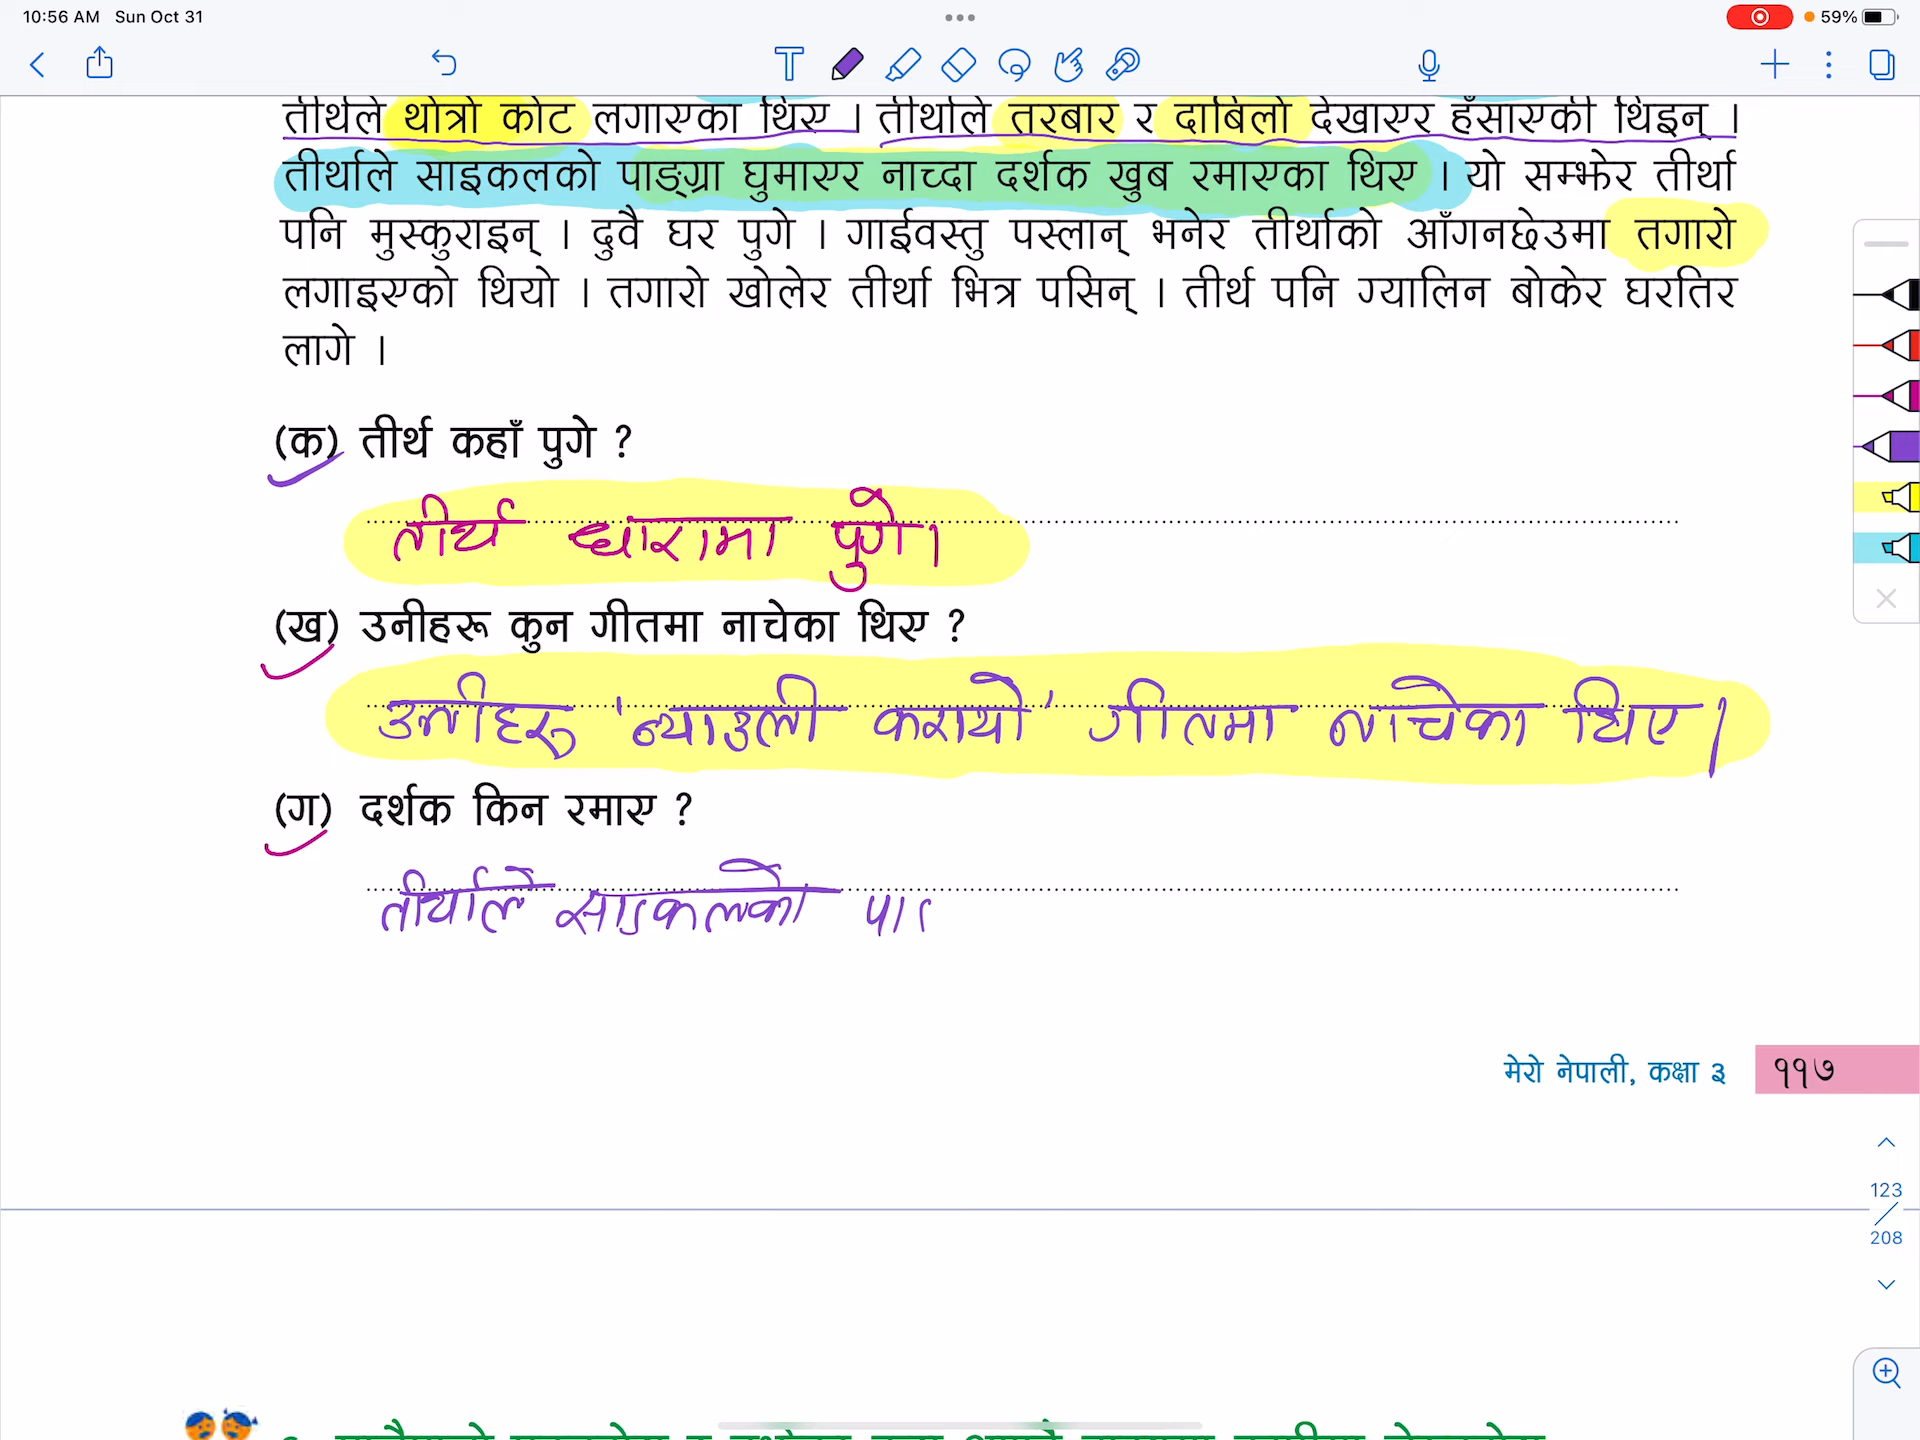 10:56 AM Sun Oct 31
59%
तीर्थले थोत्रो कोट लगाएका थिए । तीर्थाले तरबार र दाबिलो देखाएर हँसाएकी थिइन् ।
तीर्थाले साइकलको पाङ्ग्रा घुमाएर नाच्दा दर्शक खुब रमाएका थिए । यो सम्झेर तीर्था
पनि मुस्कुराइन् । दुवै घर पुगे । गाईवस्तु पस्लान् भनेर तीर्थाको आँगनछेउमा तगारो
लगाइएको थियो । तगारो खोलेर तीर्था भित्र पसिन् । तीर्थ पनि ग्यालिन बोकेर घरतिर
लागे ।
(क) तीर्थ कहाँ पुगे ?
तीर्थ धारामा पुगे।
(ख) उनीहरू कुन गीतमा नाचेका थिए ?
उनीहरू 'न्याउली करायो' गीतमा नाचेका थिए।
(ग) दर्शक किन रमाए ?
तीर्थाले साइकलको पा
मेरो नेपाली, कक्षा ३ ११७
123
208